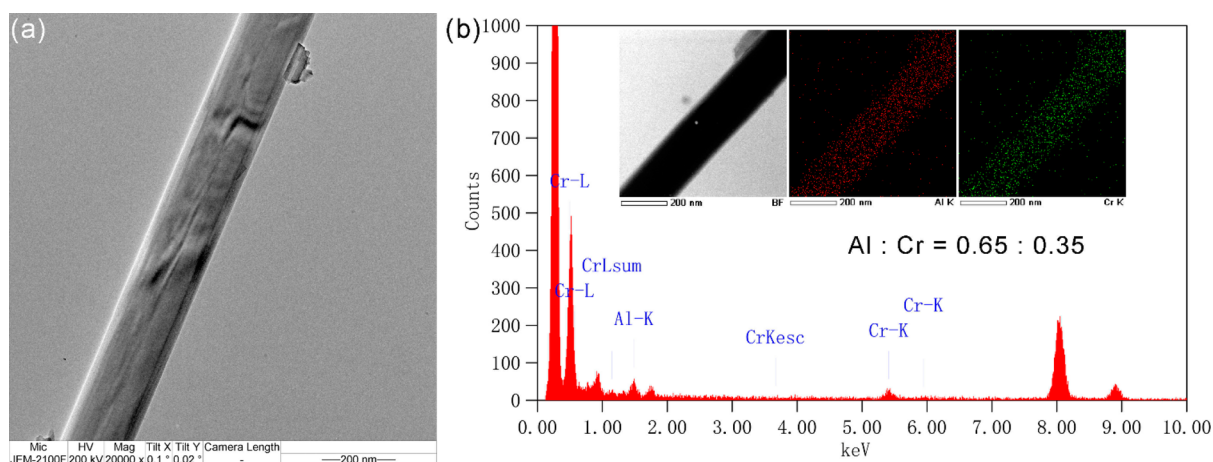 (a)
Mic HV Mag Tilt X Tilt Y Camera Length
JEM-2100F 200 kV 20000 x 0.1 ° 0.02 ° - 200 nm
(b)
1000
900
800
700
600
500
400
300
200
100
0
Counts
Cr-L
CrLsum
Cr-L
Al-K
CrKesc
Cr-K
Cr-K
200 nm BF
200 nm Al K
200 nm Cr K
Al : Cr = 0.65 : 0.35
0.00 1.00 2.00 3.00 4.00 5.00 6.00 7.00 8.00 9.00 10.00
keV